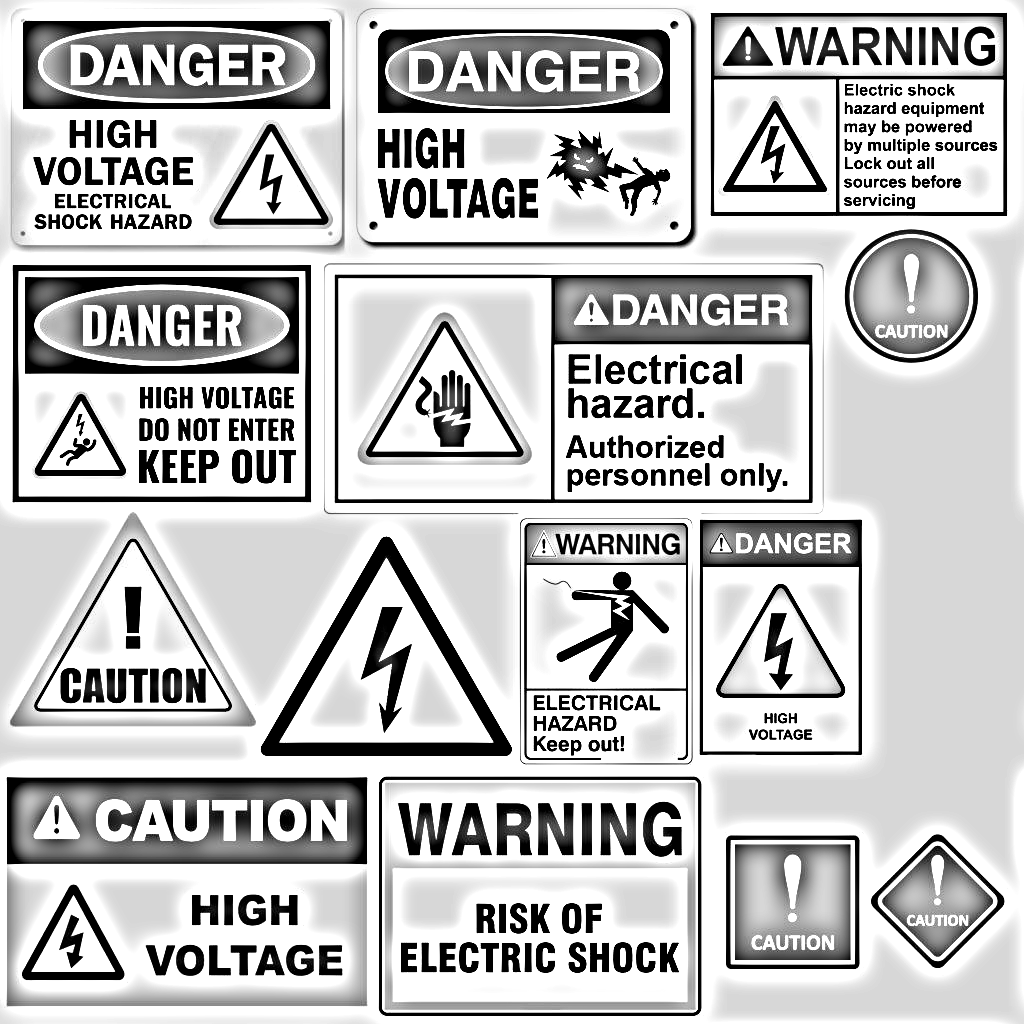 DANGER
HIGH
VOLTAGE
ELECTRICAL
SHOCK HAZARD
DANGER
HIGH
VOLTAGE
WARNING
Electric shock
hazard equipment
may be powered
by multiple sources
Lock out all
sources before
servicing
CAUTION
DANGER
HIGH VOLTAGE
DO NOT ENTER
KEEP OUT
DANGER
Electrical
hazard.
Authorized
personnel only.
CAUTION
WARNING
ELECTRICAL
HAZARD
Keep out!
DANGER
HIGH
VOLTAGE
CAUTION
HIGH
VOLTAGE
WARNING
RISK OF
ELECTRIC SHOCK
CAUTION
CAUTION